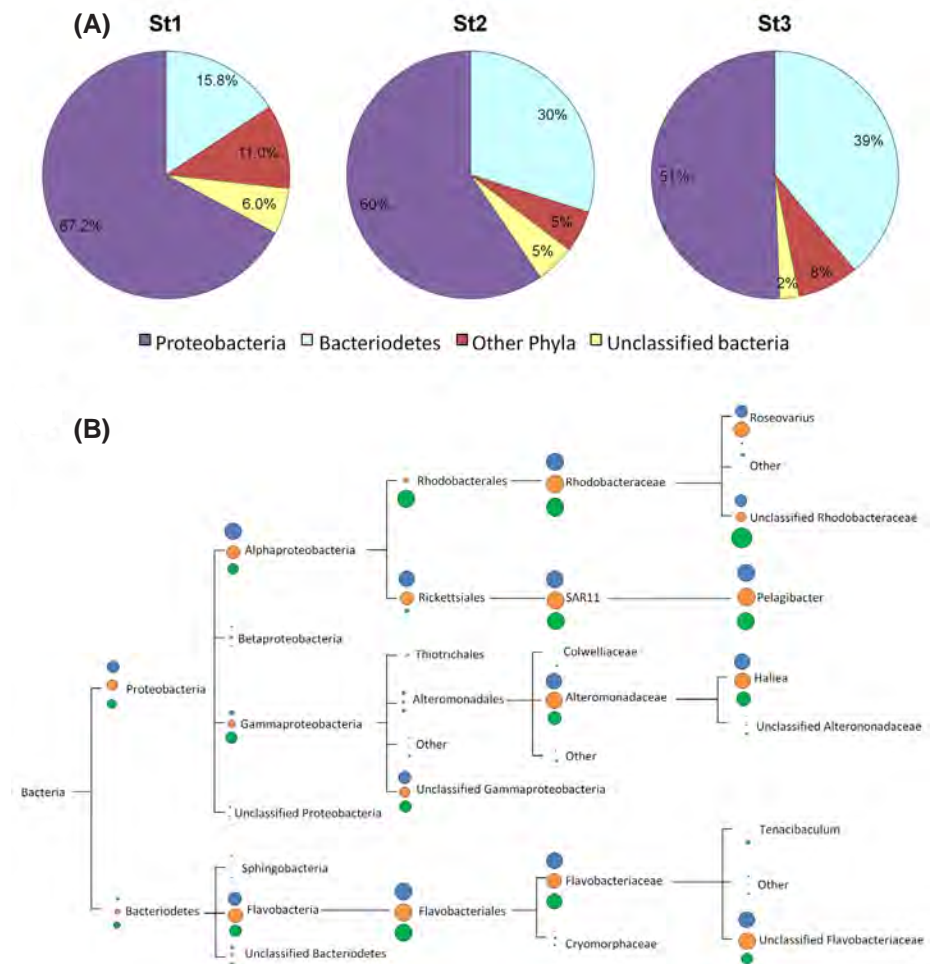 (A)
St1
St2
St3
15.8%
11.0%
6.0%
67.2%
30%
5%
5%
60%
39%
8%
2%
51%
Proteobacteria Bacteriodetes Other Phyla Unclassified bacteria
(B)
Roseovarius
Other
Unclassified Rhodobacteraceae
Rhodobacterales
Rhodobacteraceae
Alphaproteobacteria
Rickettsiales
SAR11
Pelagibacter
Betaproteobacteria
Thiotrichales
Colwelliaceae
Proteobacteria
Alteromonadales
Alteromonadaceae
Haliea
Gammaproteobacteria
Unclassified Alterononadaceae
Other
Other
Unclassified Gammaproteobacteria
Bacteria
Unclassified Proteobacteria
Tenacibaculum
Sphingobacteria
Flavobacteriaceae
Other
Bacteriodetes
Flavobacteria
Flavobacteriales
Cryomorphaceae
Unclassified Flavobacteriaceae
Unclassified Bacteriodetes